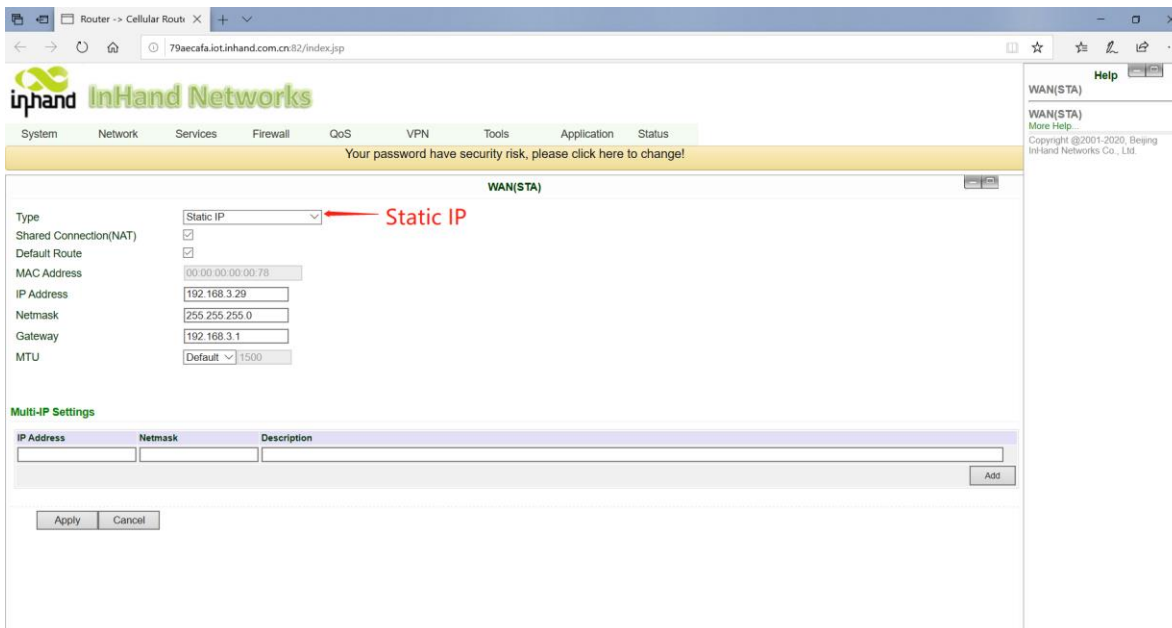 Router -> Cellular Route
79aecafa.iot.inhand.com.cn:82/index.jsp
inhand InHand Networks
System Network Services Firewall QoS VPN Tools Application Status
Your password have security risk, please click here to change!
WAN(STA)
Type Static IP Static IP
Shared Connection(NAT)
Default Route
MAC Address 00:00:00:00:00:78
IP Address 192.168.3.29
Netmask 255.255.255.0
Gateway 192.168.3.1
MTU Default 1500
Multi-IP Settings
IP Address Netmask Description
Add
Apply Cancel
Help
WAN(STA)
WAN(STA)
More Help...
Copyright @2001-2020, Beijing
InHand Networks Co., Ltd.